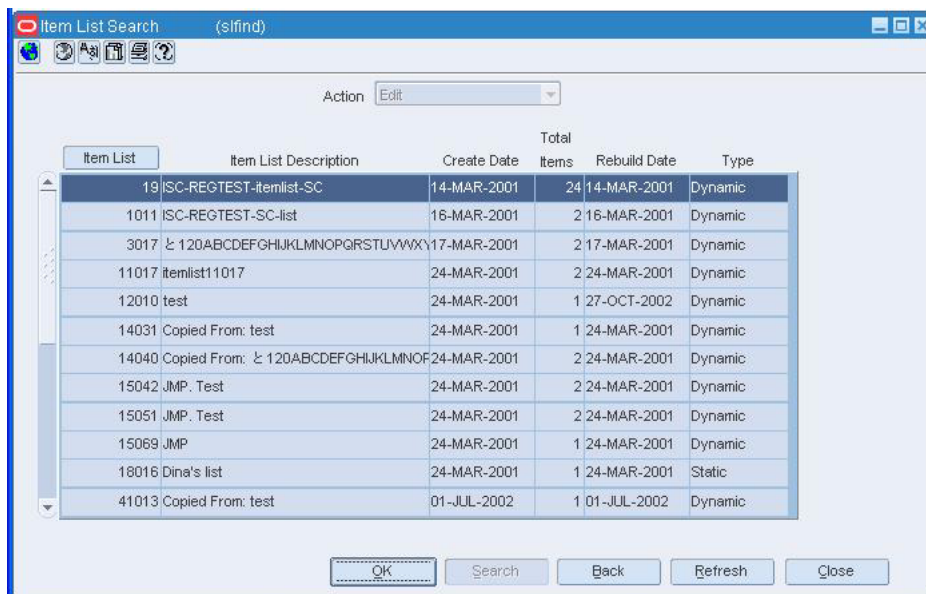 Item List Search (slfind)
Action Edit
Total
Item List Item List Description Create Date Items Rebuild Date Type
19 ISC-REGTEST-itemlist-SC 14-MAR-2001 24 14-MAR-2001 Dynamic
1011 ISC-REGTEST-SC-list 16-MAR-2001 2 16-MAR-2001 Dynamic
3017 と120ABCDEFGHIJKLMNOPQRSTUVWXY 17-MAR-2001 2 17-MAR-2001 Dynamic
11017 itemlist11017 24-MAR-2001 2 24-MAR-2001 Dynamic
12010 test 24-MAR-2001 1 27-OCT-2002 Dynamic
14031 Copied From: test 24-MAR-2001 1 24-MAR-2001 Dynamic
14040 Copied From: と120ABCDEFGHIJKLMNOP 24-MAR-2001 2 24-MAR-2001 Dynamic
15042 JMP. Test 24-MAR-2001 2 24-MAR-2001 Dynamic
15051 JMP. Test 24-MAR-2001 2 24-MAR-2001 Dynamic
15069 JMP 24-MAR-2001 1 24-MAR-2001 Dynamic
18016 Dina's list 24-MAR-2001 1 24-MAR-2001 Static
41013 Copied From: test 01-JUL-2002 1 01-JUL-2002 Dynamic
OK Search Back Refresh Close